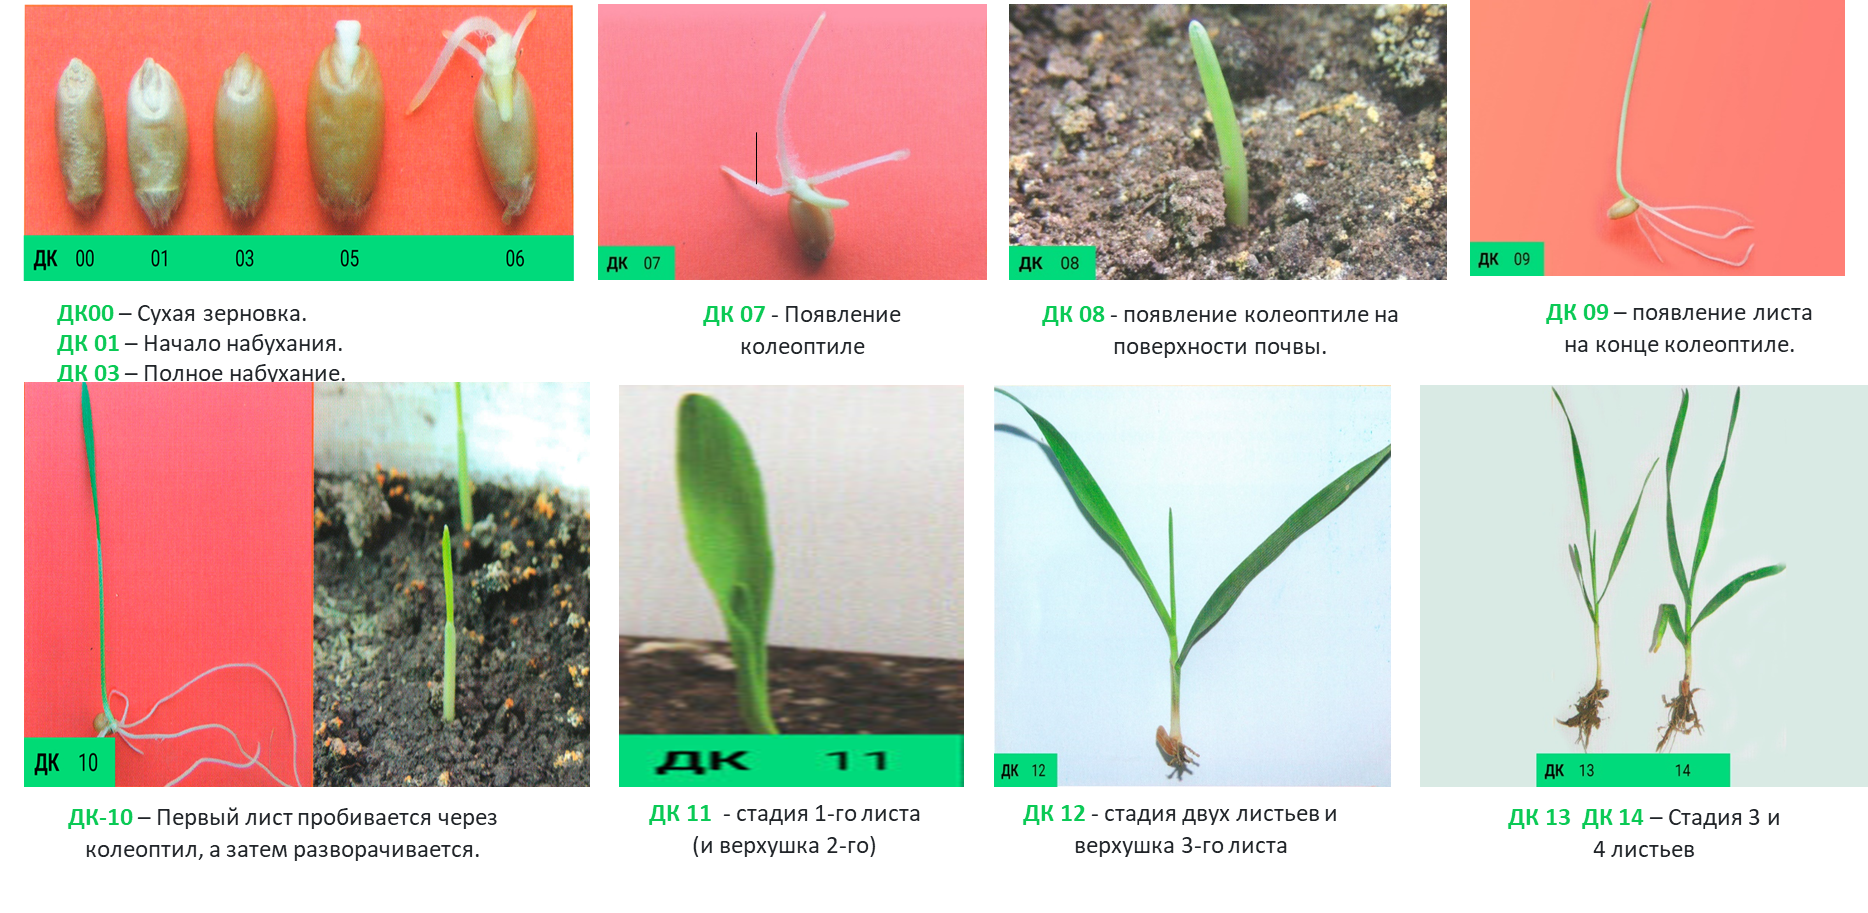 ДК 00 01 03 05 06
ДК 07
ДК 08
ДК 09
ДК00 – Сухая зерновка.
ДК 01 – Начало набухания.
ДК 03 – Полное набухание.
ДК 07 - Появление
колеоптиле
ДК 08 - появление колеоптиле на
поверхности почвы.
ДК 09 – появление листа
на конце колеоптиле.
ДК 10
ДК 11
ДК 12
ДК 13 14
ДК-10 – Первый лист пробивается через
колеоптил, а затем разворачивается.
ДК 11 - стадия 1-го листа
(и верхушка 2-го)
ДК 12 - стадия двух листьев и
верхушка 3-го листа
ДК 13 ДК 14 – Стадия 3 и
4 листьев